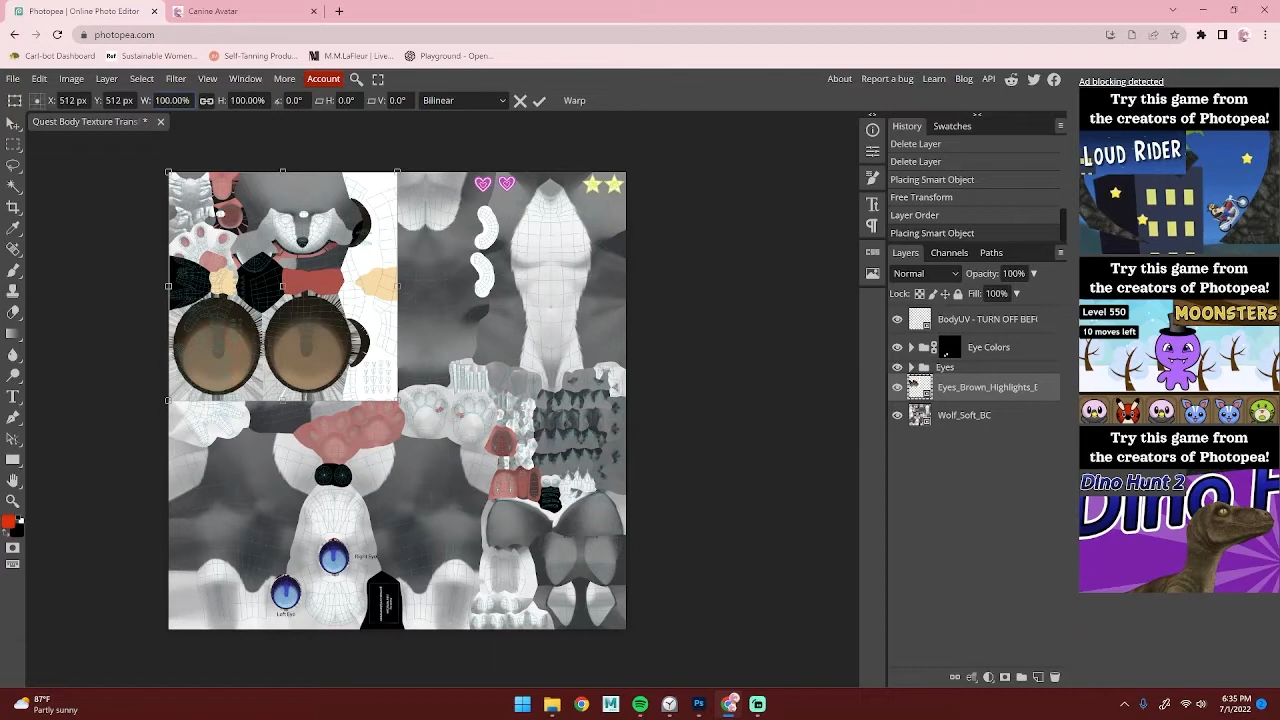 Photopea | Online Photo Editor
Canine Avatar
photopea.com
Carl-bot Dashboard
Sustainable Women...
Self-Tanning Produ...
M.M.LaFleur | Live...
Playground - Open...
File Edit Image Layer Select Filter View Window More Account
About Report a bug Learn Blog API
Ad blocking detected
X: 512 px Y: 512 px W: 100.00% H: 100.00% 0.0° H: 0.0° V: 0.0° Bilinear Warp
Quest Body Texture Trans *
Try this game from
the creators of Photopea!
LOUD RIDER
History Swatches
Delete Layer
Delete Layer
Placing Smart Object
Free Transform
Layer Order
Placing Smart Object
Layers Channels Paths
Normal Opacity: 100%
Lock: Fill: 100%
BodyUV - TURN OFF BEF
Eye Colors
Eyes
Eyes_Brown_Highlights_E
Wolf_Soft_BC
Try this game from
the creators of Photopea!
Level 550
MOONSTERS
10 moves left
Try this game from
the creators of Photopea!
Dino Hunt 2
Right Eye
Left Eye
87°F
Partly sunny
6:35 PM
7/1/2022